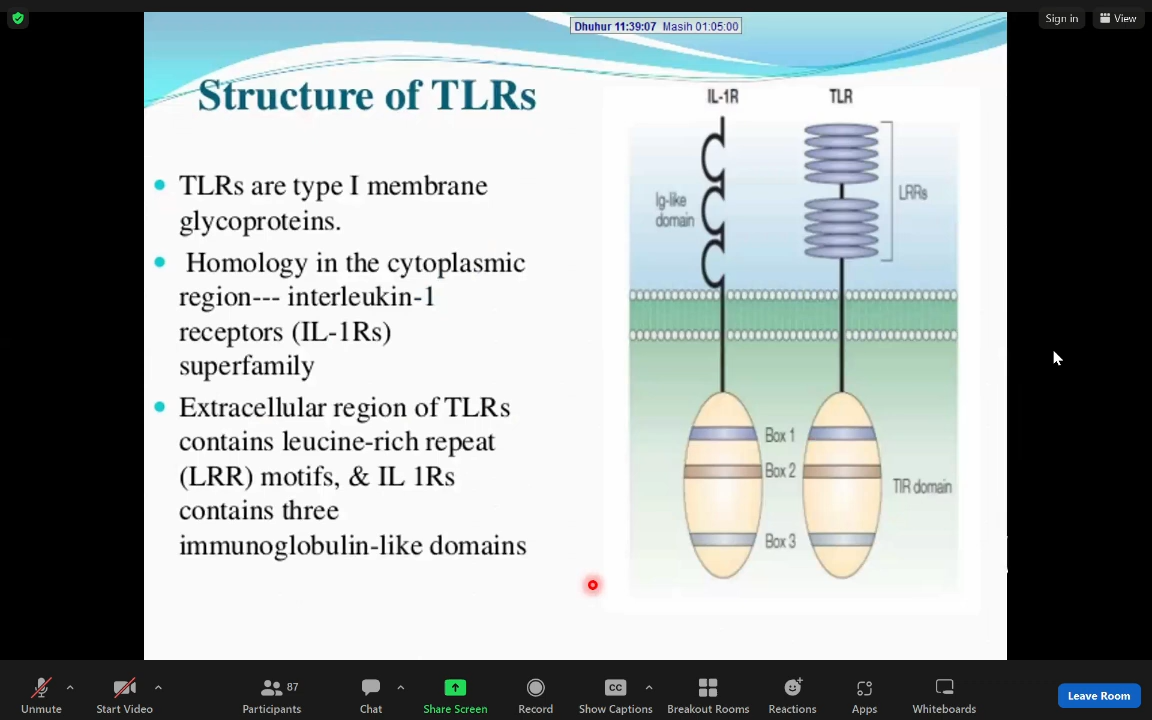 Dhuhur 11:39:07 Masih 01:05:00
Sign in
View
Structure of TLRs
TLRs are type I membrane
glycoproteins.
Homology in the cytoplasmic
region--- interleukin-1
receptors (IL-1Rs)
superfamily
Extracellular region of TLRs
contains leucine-rich repeat
(LRR) motifs, & IL 1Rs
contains three
immunoglobulin-like domains
IL-1R
TLR
Ig-like
domain
LRRs
Box 1
Box 2
TIR domain
Box 3
Unmute
Start Video
87
Participants
Chat
Share Screen
Record
CC
Show Captions
Breakout Rooms
Reactions
Apps
Whiteboards
Leave Room